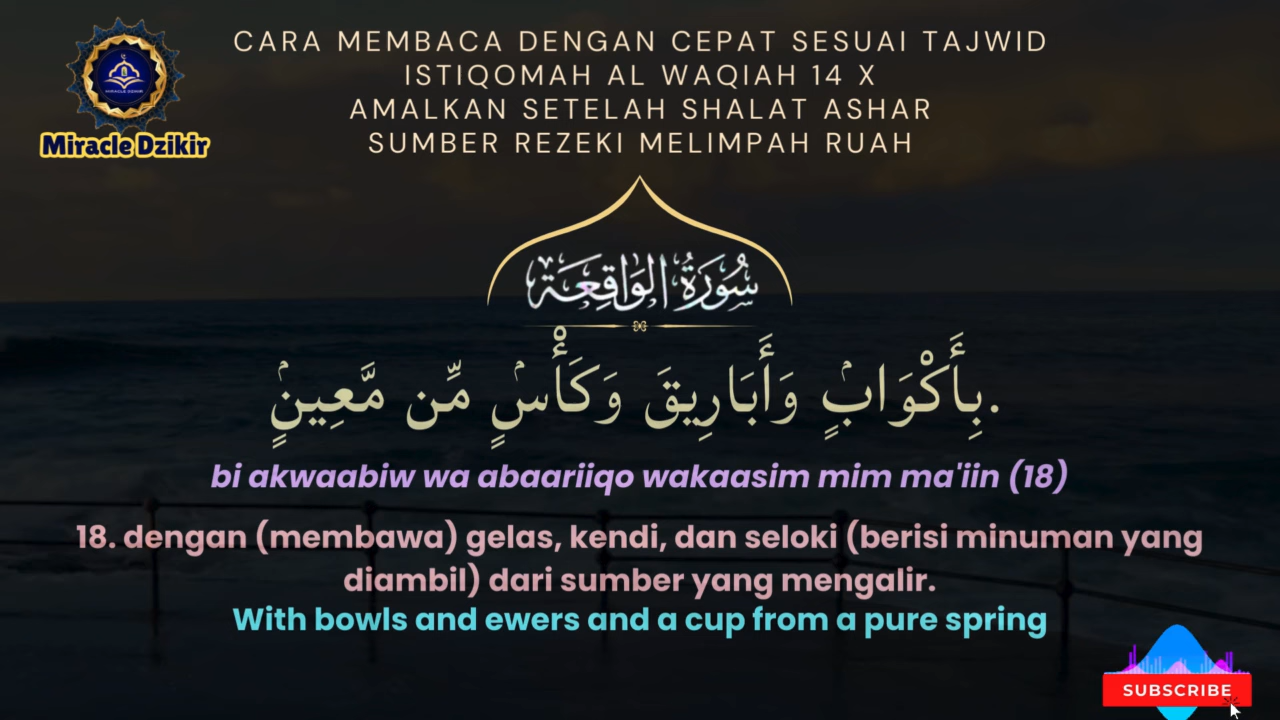 CARA MEMBACA DENGAN CEPAT SESUAI TAJWID
ISTIQOMAH AL WAQIAH 14 X
AMALKAN SETELAH SHALAT ASHAR
SUMBER REZEKI MELIMPAH RUAH
MIRACLE DZIKIR
Miracle Dzikir
سُورَةُ الوَاقِعَة
بِأَكْوَابٍۢ وَأَبَارِيقَ وَكَأْسٍۢ مِّن مَّعِينٍۢ.
bi akwaabiw wa abaariiqo wakaasim mim ma'iin (18)
18. dengan (membawa) gelas, kendi, dan seloki (berisi minuman yang
diambil) dari sumber yang mengalir.
With bowls and ewers and a cup from a pure spring
SUBSCRIBE